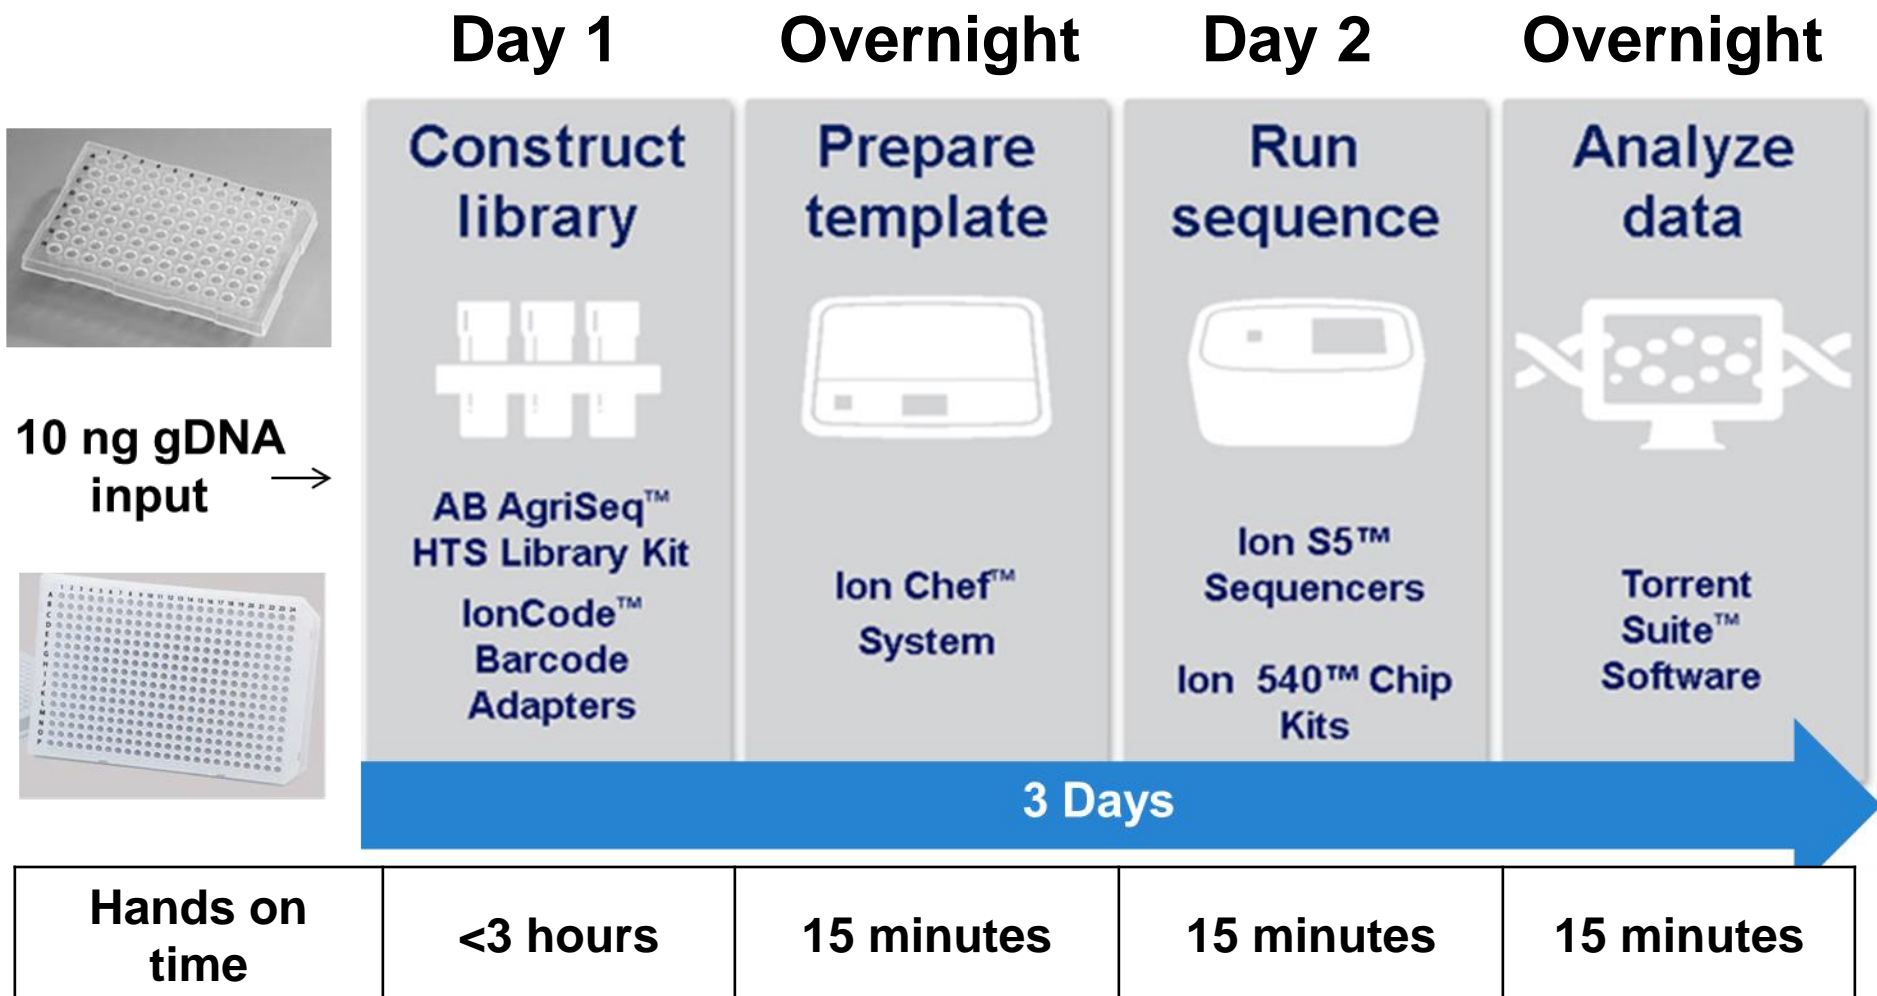 Day 1 Overnight Day 2 Overnight
Construct
library
Prepare
template
Run
sequence
Analyze
data
10 ng gDNA
input →
AB AgriSeq™
HTS Library Kit
IonCode™
Barcode
Adapters
Ion Chef™
System
Ion S5™
Sequencers
Ion 540™ Chip
Kits
Torrent
Suite™
Software
3 Days
Hands on
time
<3 hours
15 minutes
15 minutes
15 minutes